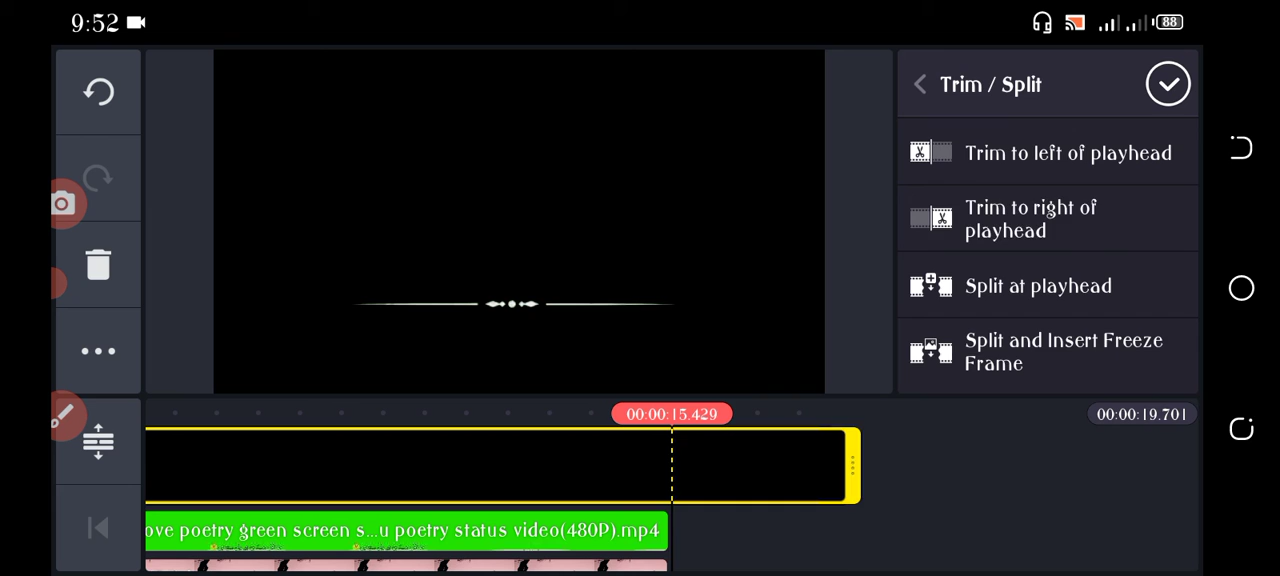 9:52
88
Trim / Split
Trim to left of playhead
Trim to right of
playhead
Split at playhead
Split and Insert Freeze
Frame
00:00:15.429
00:00:19.701
ove poetry green screen s...u poetry status video(480P).mp4